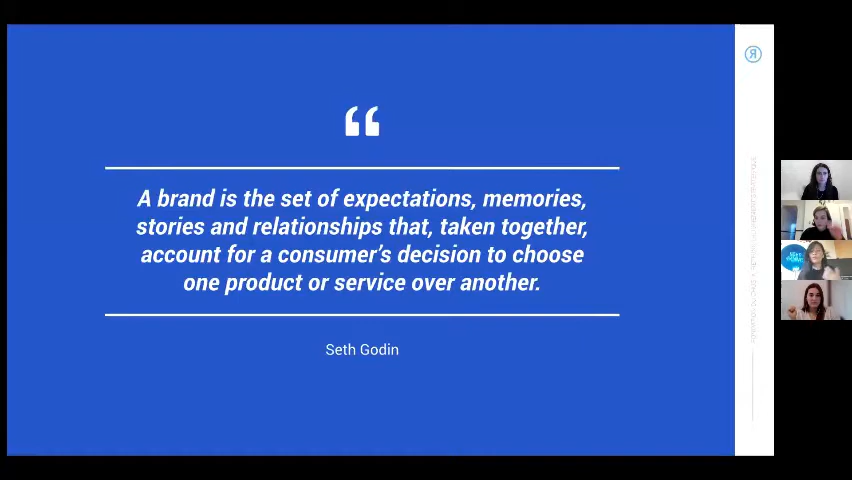 “
A brand is the set of expectations, memories,
stories and relationships that, taken together,
account for a consumer’s decision to choose
one product or service over another.
Seth Godin